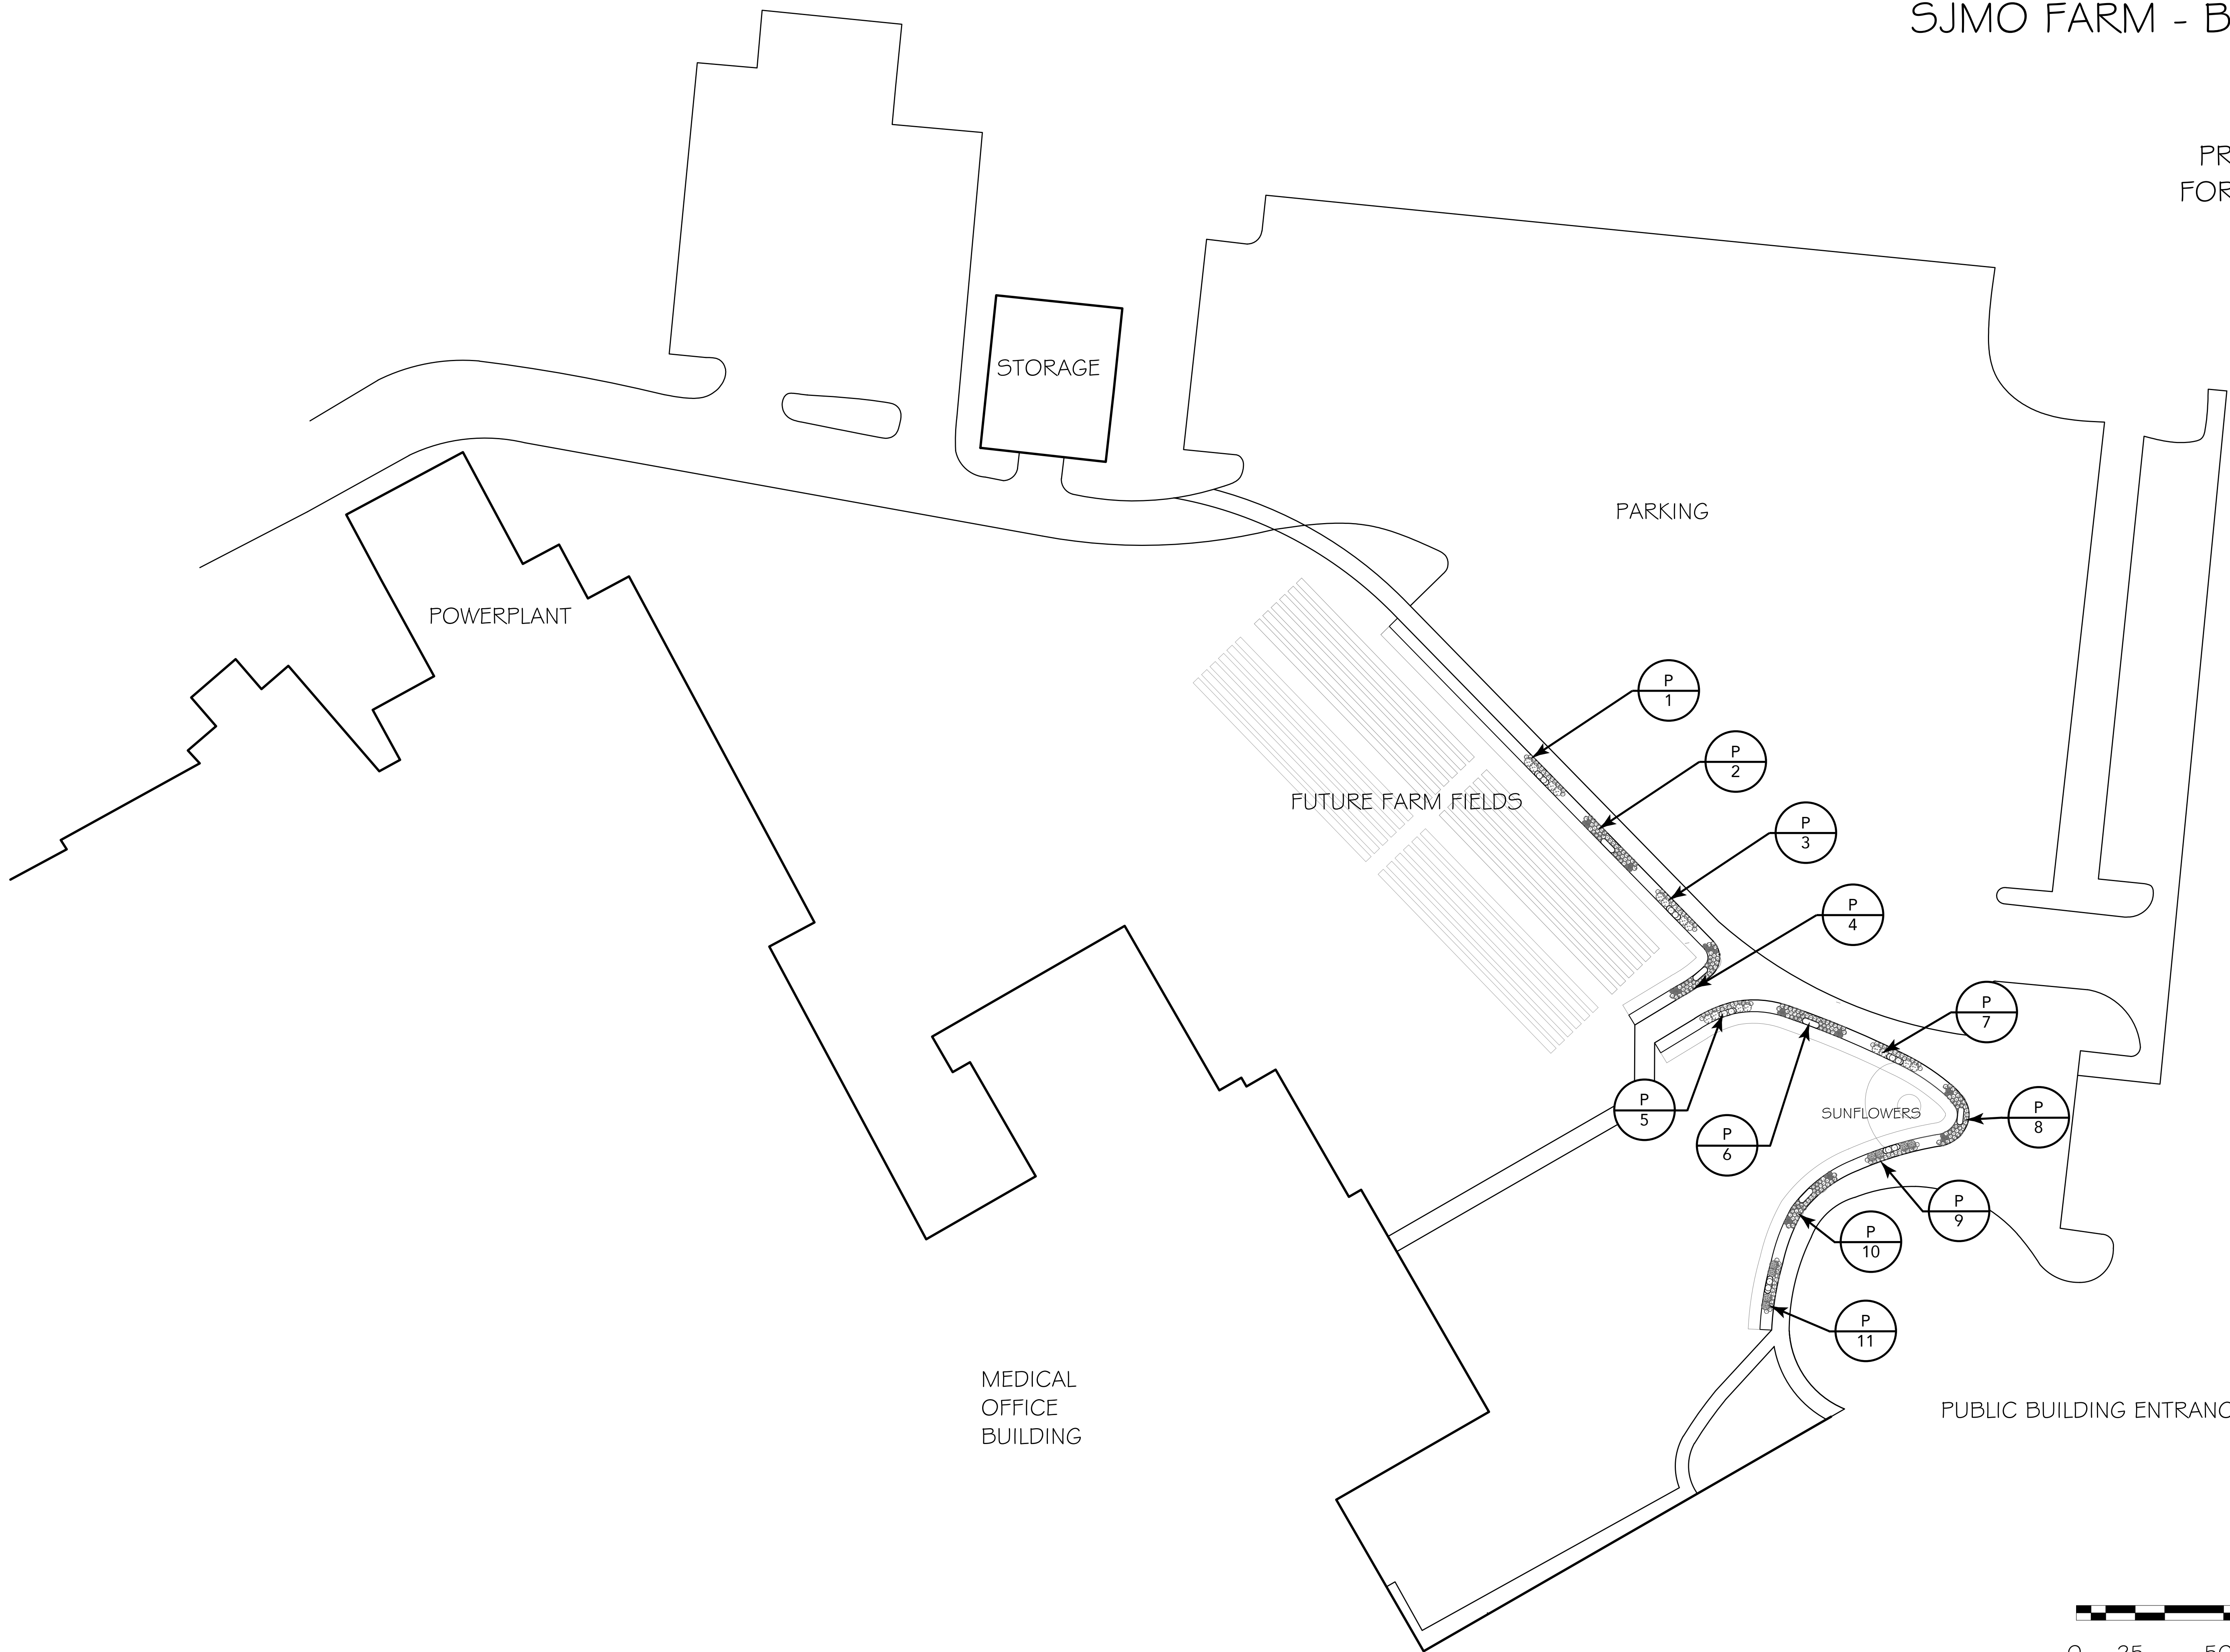 SJMO FARM - B
PR
FOR
STORAGE
PARKING
POWERPLANT
P
1
P
2
FUTURE FARM FIELDS
P
3
P
4
P
7
P
5
SUNFLOWERS
P
8
P
6
P
9
P
10
P
11
MEDICAL
OFFICE
BUILDING
PUBLIC BUILDING ENTRANC
0 25 50